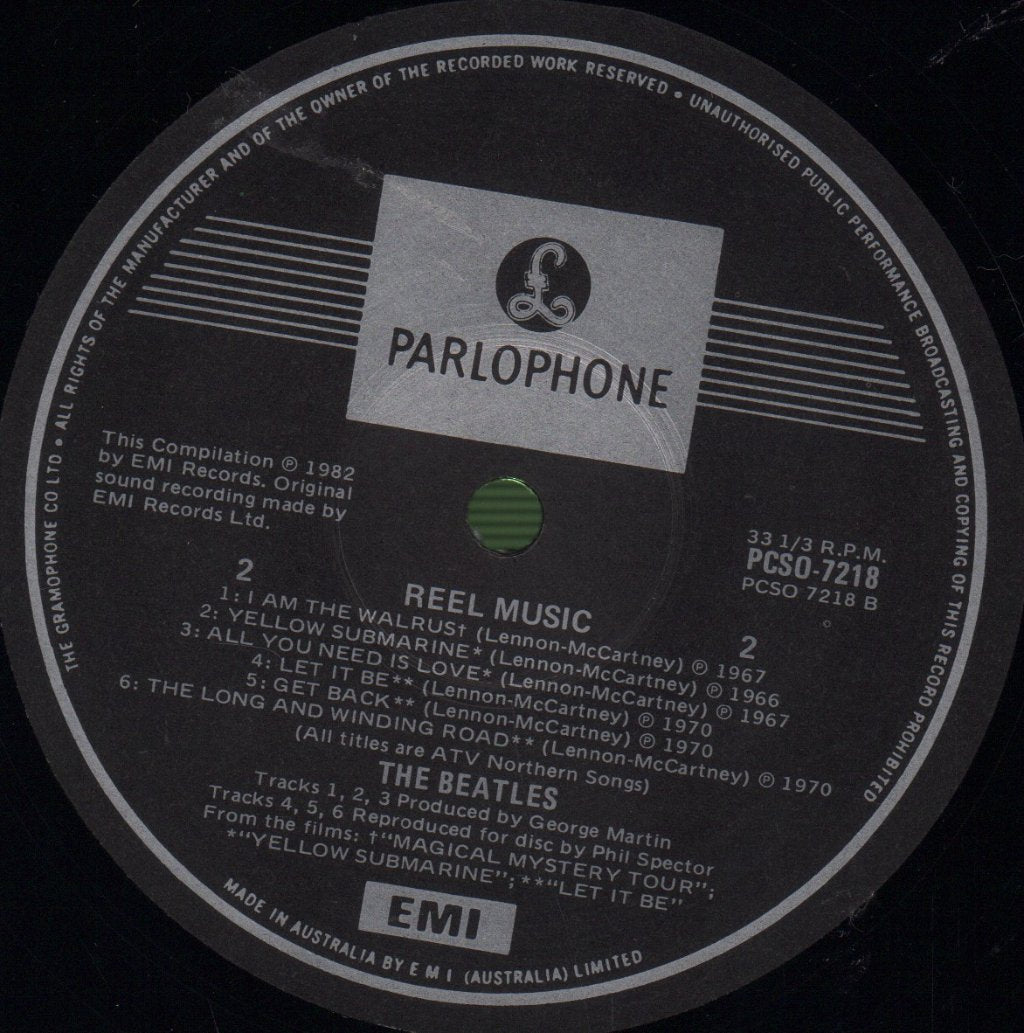 THE GRAMOPHONE CO LTD • ALL RIGHTS OF THE MANUFACTURER AND OF THE OWNER OF THE RECORDED WORK RESERVED • UNAUTHORISED PUBLIC PERFORMANCE BROADCASTING AND COPYING OF THIS RECORD PROHIBITED
£
PARLOPHONE
This Compilation ℗ 1982
by EMI Records. Original
sound recording made by
EMI Records Ltd.
33 1/3 R.P.M.
PCSO-7218
PCSO 7218 B
2
2
REEL MUSIC
1: I AM THE WALRUS† (Lennon-McCartney) ℗ 1967
2: YELLOW SUBMARINE* (Lennon-McCartney) ℗ 1966
3: ALL YOU NEED IS LOVE* (Lennon-McCartney) ℗ 1967
4: LET IT BE** (Lennon-McCartney) ℗ 1970
5: GET BACK** (Lennon-McCartney) ℗ 1970
6: THE LONG AND WINDING ROAD** (Lennon-McCartney) ℗ 1970
(All titles are ATV Northern Songs)
THE BEATLES
Tracks 1, 2, 3 Produced by George Martin
Tracks 4, 5, 6 Reproduced for disc by Phil Spector
From the films: †“MAGICAL MYSTERY TOUR”;
*“YELLOW SUBMARINE”; **“LET IT BE”
EMI
MADE IN AUSTRALIA BY E M I (AUSTRALIA) LIMITED